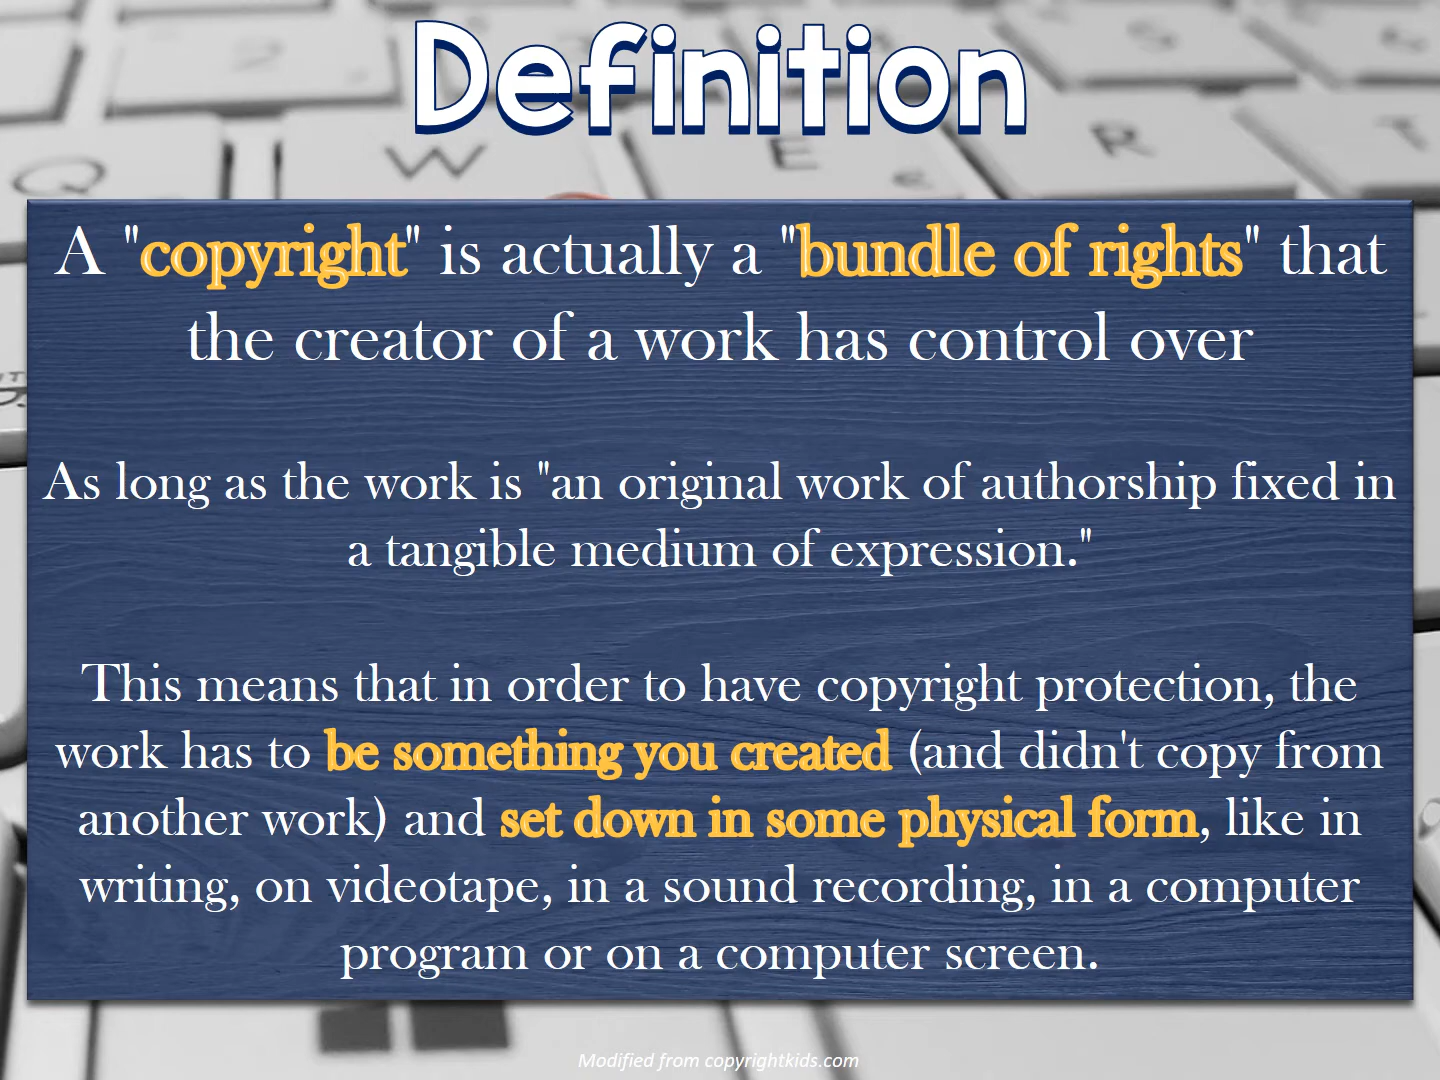 Definition
Q W E R T
A "copyright" is actually a "bundle of rights" that
the creator of a work has control over
As long as the work is "an original work of authorship fixed in
a tangible medium of expression."
This means that in order to have copyright protection, the
work has to be something you created (and didn't copy from
another work) and set down in some physical form, like in
writing, on videotape, in a sound recording, in a computer
program or on a computer screen.
Modified from copyrightkids.com